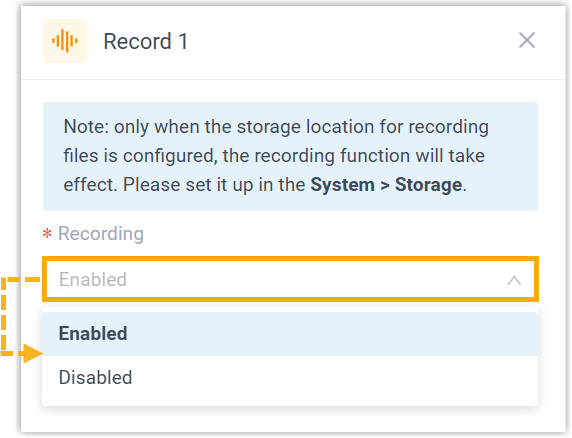 Record 1
Note: only when the storage location for recording
files is configured, the recording function will take
effect. Please set it up in the System > Storage.
* Recording
Enabled
Enabled
Disabled